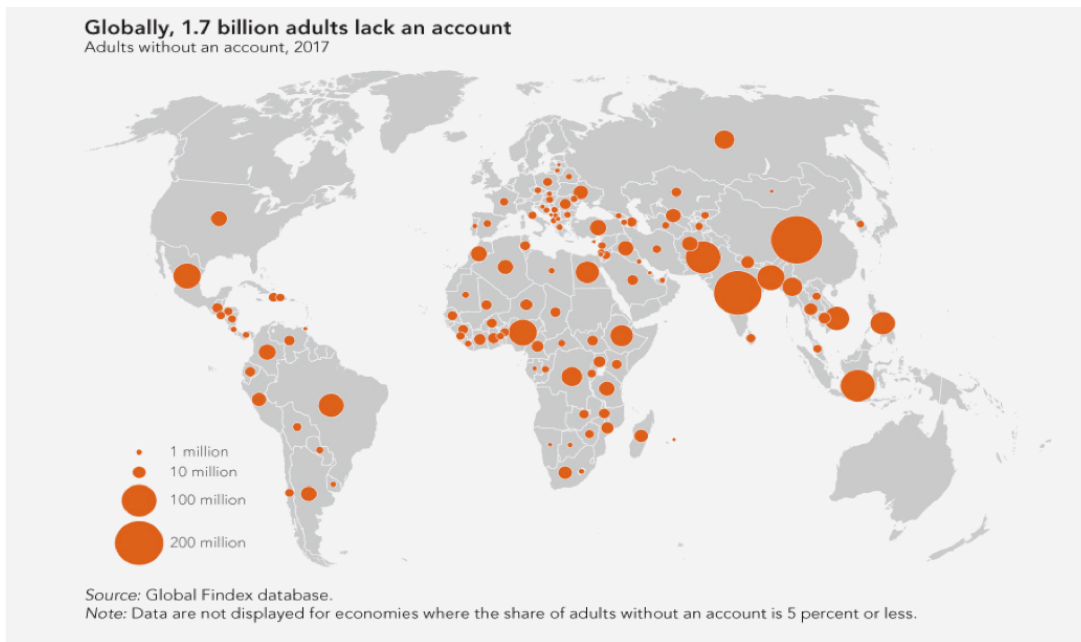 Globally, 1.7 billion adults lack an account
Adults without an account, 2017
1 million
10 million
100 million
200 million
Source: Global Findex database.
Note: Data are not displayed for economies where the share of adults without an account is 5 percent or less.